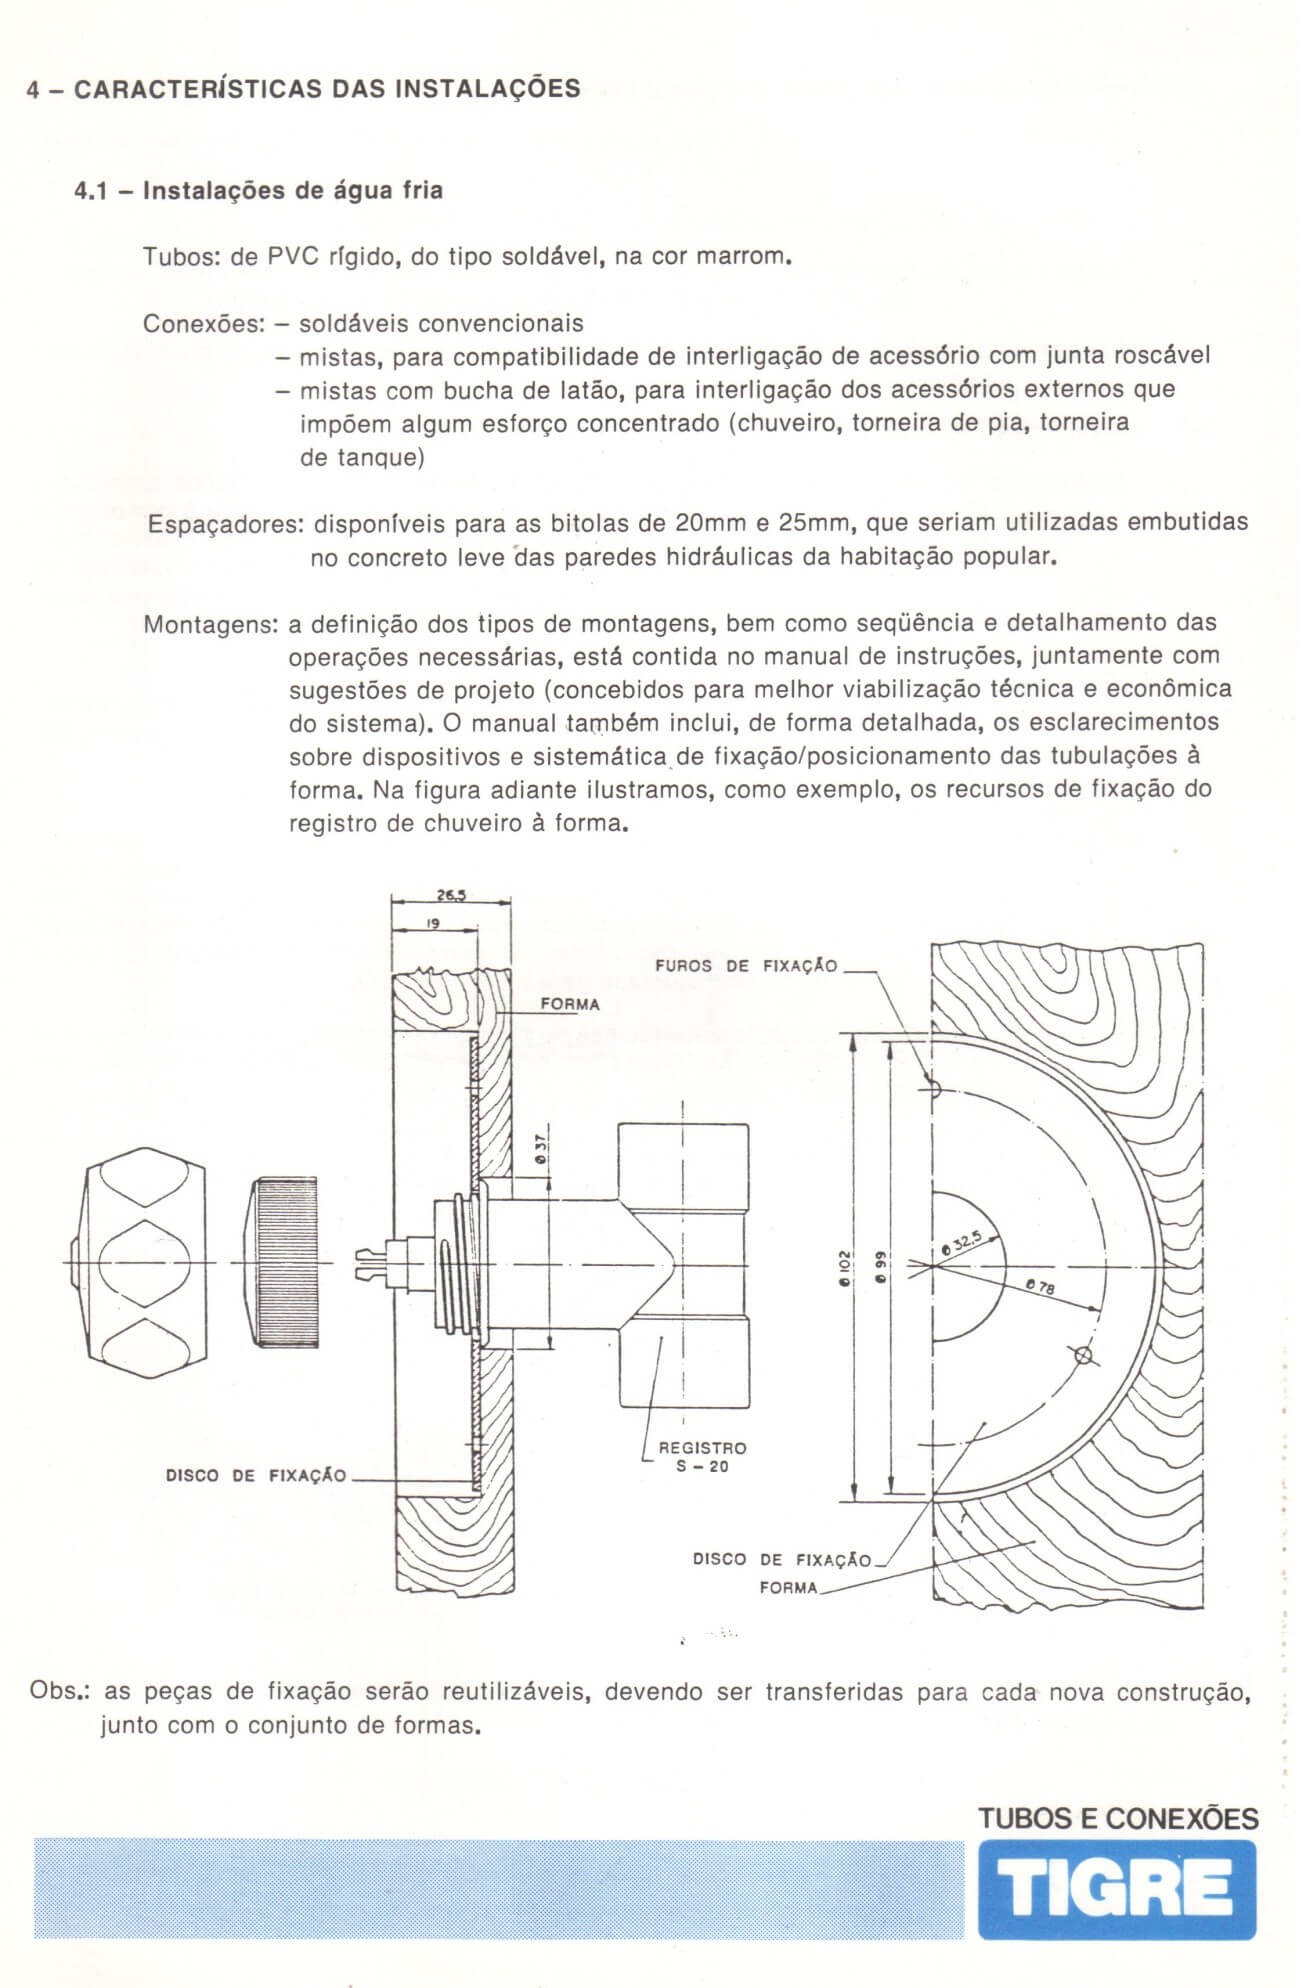 4 – CARACTERÍSTICAS DAS INSTALAÇÕES
4.1 – Instalações de água fria
Tubos: de PVC rígido, do tipo soldável, na cor marrom.
Conexões: – soldáveis convencionais
– mistas, para compatibilidade de interligação de acessório com junta roscável
– mistas com bucha de latão, para interligação dos acessórios externos que
impõem algum esforço concentrado (chuveiro, torneira de pia, torneira
de tanque)
Espaçadores: disponíveis para as bitolas de 20mm e 25mm, que seriam utilizadas embutidas
no concreto leve das paredes hidráulicas da habitação popular.
Montagens: a definição dos tipos de montagens, bem como seqüência e detalhamento das
operações necessárias, está contida no manual de instruções, juntamente com
sugestões de projeto (concebidos para melhor viabilização técnica e econômica
do sistema). O manual também inclui, de forma detalhada, os esclarecimentos
sobre dispositivos e sistemática de fixação/posicionamento das tubulações à
forma. Na figura adiante ilustramos, como exemplo, os recursos de fixação do
registro de chuveiro à forma.
26.5
19
FUROS DE FIXAÇÃO
FORMA
ø 37
ø 102
ø 99
ø 32.5
ø 78
REGISTRO
S – 20
DISCO DE FIXAÇÃO
DISCO DE FIXAÇÃO
FORMA
Obs.: as peças de fixação serão reutilizáveis, devendo ser transferidas para cada nova construção,
junto com o conjunto de formas.
TUBOS E CONEXÕES
TIGRE